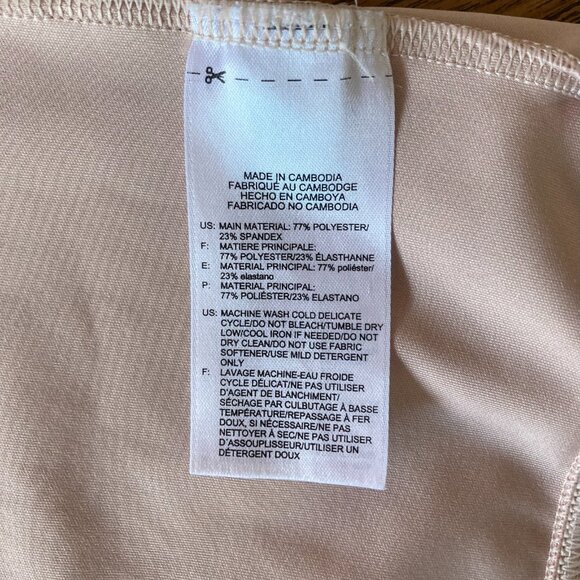 MADE IN CAMBODIA
FABRIQUÉ AU CAMBODGE
HECHO EN CAMBOYA
FABRICADO NO CAMBODIA
US: MAIN MATERIAL: 77% POLYESTER/
23% SPANDEX
F: MATIERE PRINCIPALE:
77% POLYESTER/23% ÉLASTHANNE
E: MATERIAL PRINCIPAL: 77% poliéster/
23% elastano
P: MATERIAL PRINCIPAL:
77% POLIÉSTER/23% ELASTANO
US: MACHINE WASH COLD DELICATE
CYCLE/DO NOT BLEACH/TUMBLE DRY
LOW/COOL IRON IF NEEDED/DO NOT
DRY CLEAN/DO NOT USE FABRIC
SOFTENER/USE MILD DETERGENT
ONLY
F: LAVAGE MACHINE-EAU FROIDE
CYCLE DÉLICAT/NE PAS UTILISER
D'AGENT DE BLANCHIMENT/
SÉCHAGE PAR CULBUTAGE À BASSE
TEMPÉRATURE/REPASSAGE À FER
DOUX, SI NÉCESSAIRE/NE PAS
NETTOYER À SEC/NE PAS UTILISER
D'ASSOUPLISSEUR/UTILISER UN
DÉTERGENT DOUX